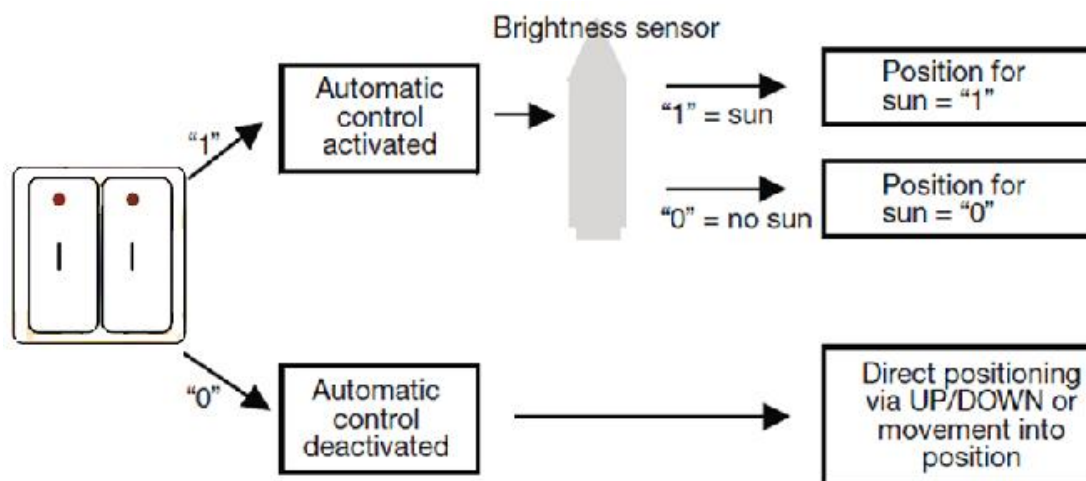 Brightness sensor
Automatic
control
activated
"1"
"1" = sun
Position for
sun = "1"
"0" = no sun
Position for
sun = "0"
"0"
Automatic
control
deactivated
Direct positioning
via UP/DOWN or
movement into
position